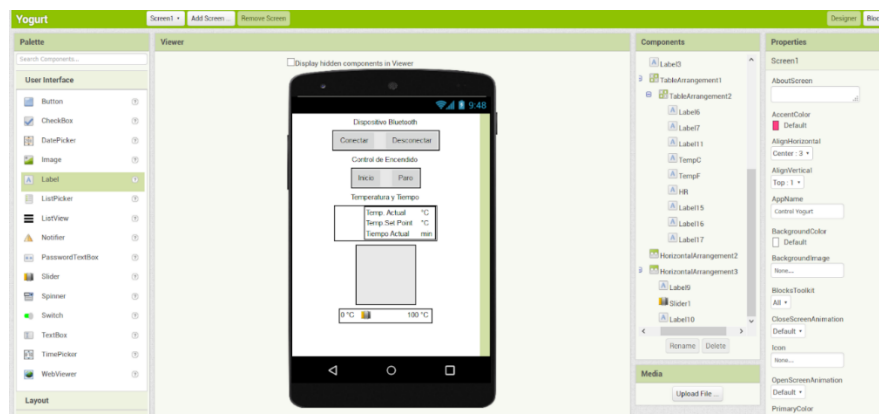 Yogurt
Screen1
Add Screen...
Remove Screen
Designer
Bloc
Palette
Search Components...
User Interface
Button
CheckBox
DatePicker
Image
Label
ListPicker
ListView
Notifier
PasswordTextBox
Slider
Spinner
Switch
TextBox
TimePicker
WebViewer
Layout
Viewer
Display hidden components in Viewer
9:48
Dispositivo Bluetooth
Conectar Desconectar
Control de Encendido
Inicio Paro
Temperatura y Tiempo
Temp. Actual °C
Temp.Set Point °C
Tiempo Actual min
0 °C 100 °C
Components
Label3
TableArrangement1
TableArrangement2
Label6
Label7
Label11
TempC
TempF
HR
Label15
Label16
Label17
HorizontalArrangement2
HorizontalArrangement3
Label9
Slider1
Label10
Rename Delete
Media
Upload File ...
Properties
Screen1
AboutScreen
AccentColor
Default
AlignHorizontal
Center : 3
AlignVertical
Top : 1
AppName
Control Yogurt
BackgroundColor
Default
BackgroundImage
None...
BlocksToolkit
All
CloseScreenAnimation
Default
Icon
None...
OpenScreenAnimation
Default
PrimaryColor